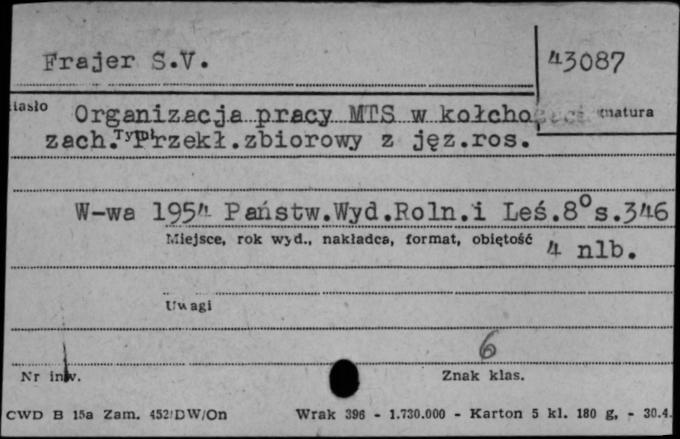 Frajer S.V. 43087
Organizacja pracy MTS w kołcho
zach. Przekł.zbiorowy z jęz.ros.
W-wa 1954 Państw.Wyd.Roln.i Leś.8° s.346
Miejsce, rok wyd., nakładca, format, objętość
4 nlb.
Uwagi
6
Nr inw. Znak klas.
CWD B 15a Zam. 452/DW/On Wrak 396 - 1.730.000 - Karton 5 kl. 180 g, - 30.4.